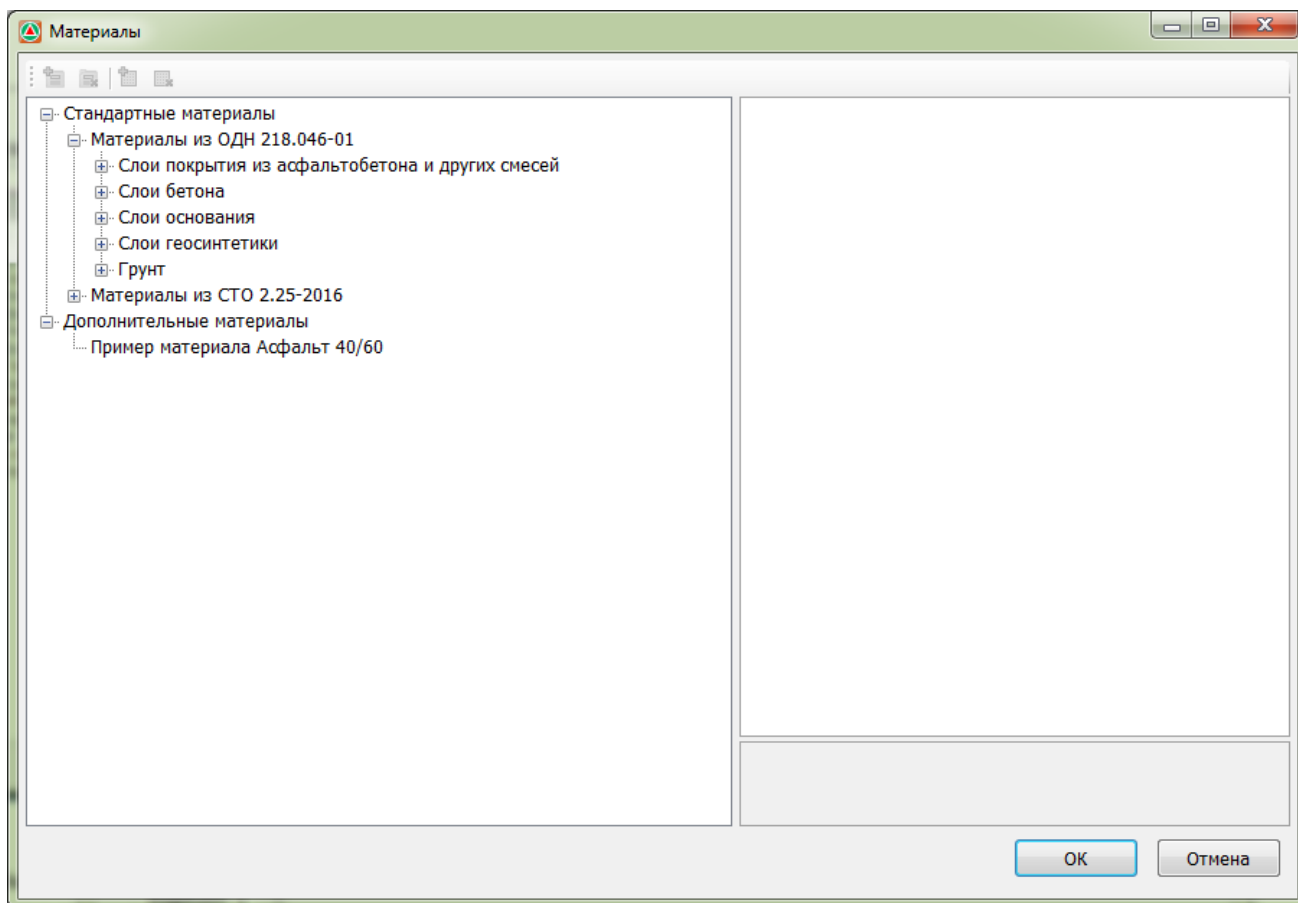 Материалы
Стандартные материалы
Материалы из ОДН 218.046-01
Слои покрытия из асфальтобетона и других смесей
Слои бетона
Слои основания
Слои геосинтетики
Грунт
Материалы из СТО 2.25-2016
Дополнительные материалы
Пример материала Асфальт 40/60
ОК
Отмена